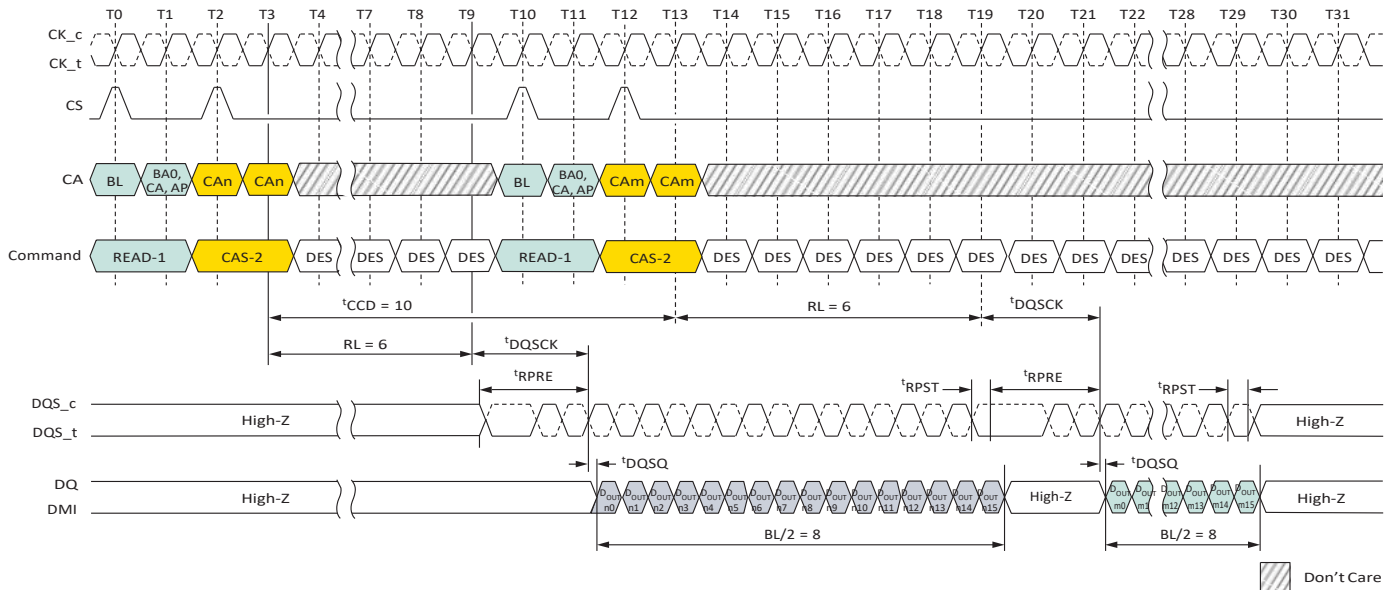 T0 T1 T2 T3 T4 T7 T8 T9 T10 T11 T12 T13 T14 T15 T16 T17 T18 T19 T20 T21 T22 T28 T29 T30 T31
CK_c
CK_t
CS
CA BL BA0, CA, AP CAn CAn BL BA0, CA, AP CAm CAm
Command READ-1 CAS-2 DES DES DES DES READ-1 CAS-2 DES DES DES DES DES DES DES DES DES DES DES DES DES
tCCD = 10 RL = 6 tDQSCK
RL = 6 tDQSCK
tRPRE tRPST tRPRE tRPST
DQS_c
High-Z High-Z
DQS_t
tDQSQ tDQSQ
DQ
High-Z DOUT n0 DOUT n1 DOUT n2 DOUT n3 DOUT n4 DOUT n5 DOUT n6 DOUT n7 DOUT n8 DOUT n9 DOUT n10 DOUT n11 DOUT n12 DOUT n13 DOUT n14 DOUT n15 High-Z DOUT m0 DOUT m1 DOUT m12 DOUT m13 DOUT m14 DOUT m15 High-Z
DMI
BL/2 = 8 BL/2 = 8
Don't Care